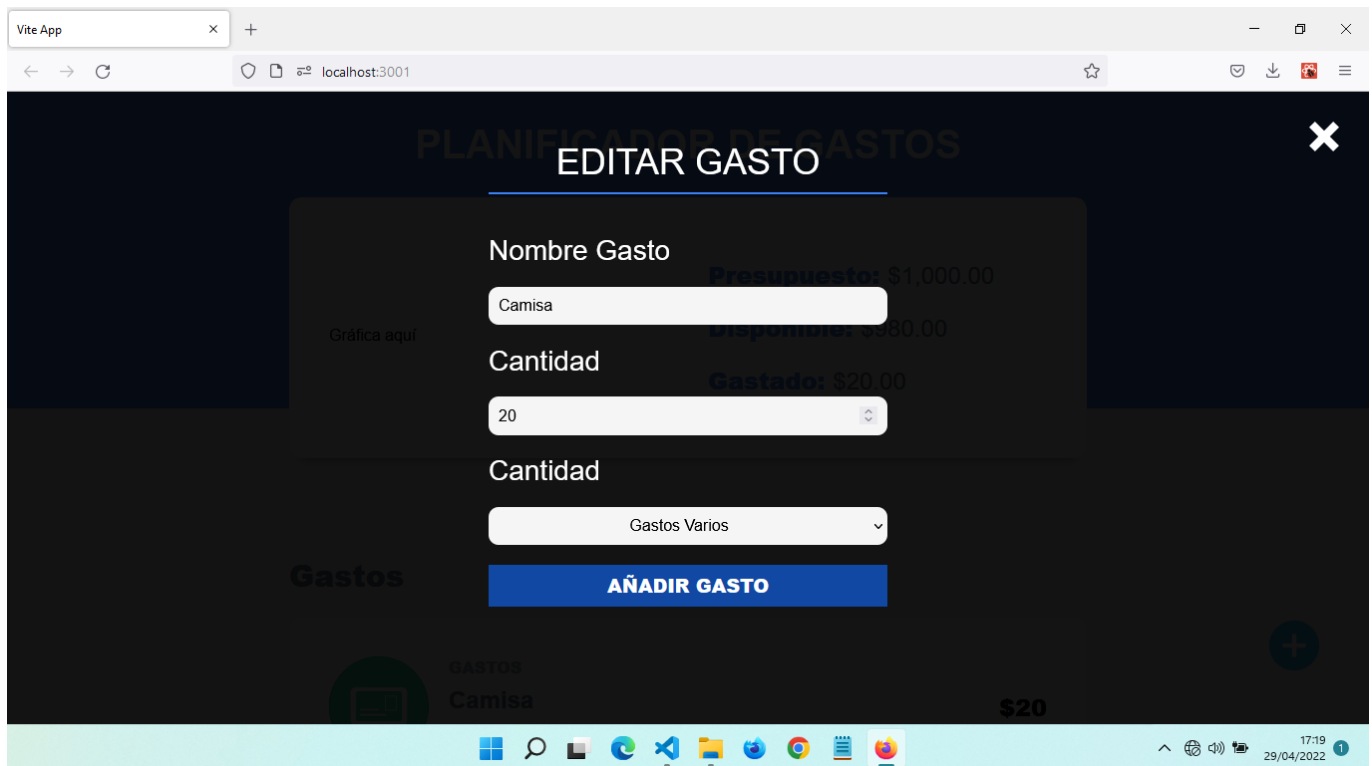 Vite App
localhost:3001
PLANIFICADOR DE GASTOS
EDITAR GASTO
Nombre Gasto
Presupuesto: $1,000.00
Camisa
Disponible: $980.00
Gráfica aquí
Cantidad
Gastado: $20.00
20
Cantidad
Gastos Varios
Gastos
AÑADIR GASTO
GASTOS
Camisa
$20
17:19
29/04/2022
1